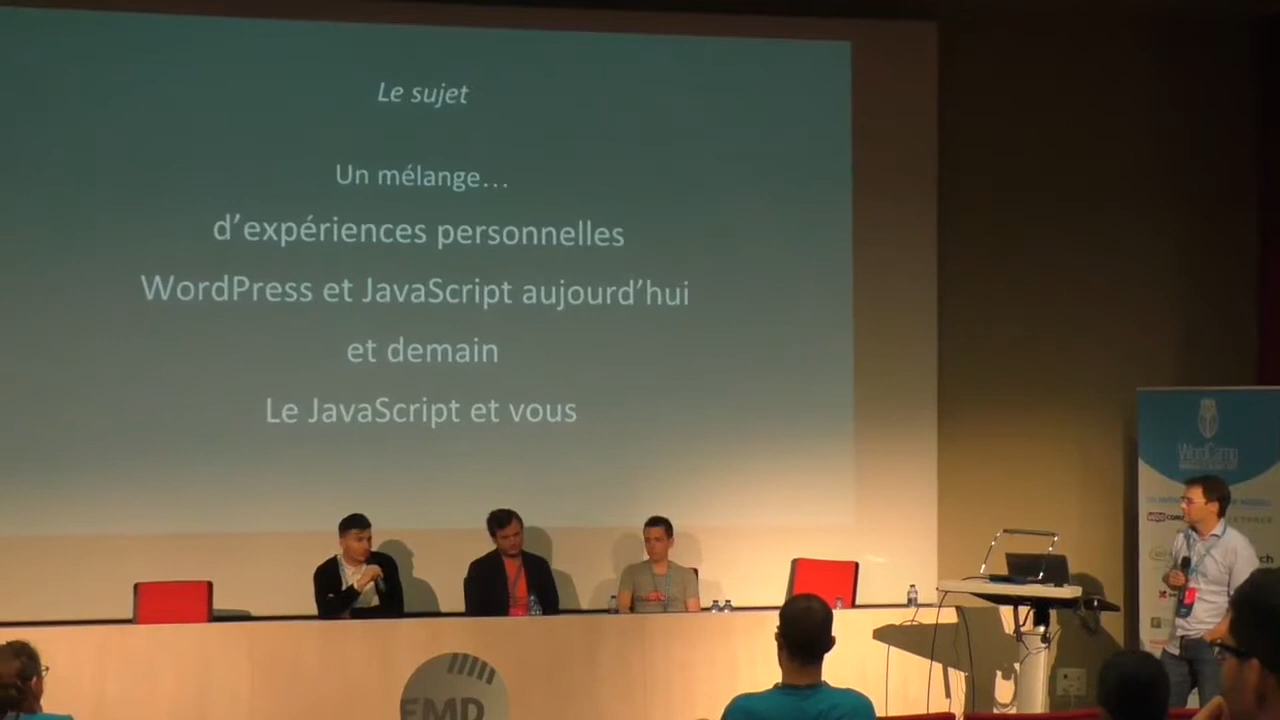 Le sujet
Un mélange…
d’expériences personnelles
WordPress et JavaScript aujourd’hui
et demain
Le JavaScript et vous
WordCamp
EMD